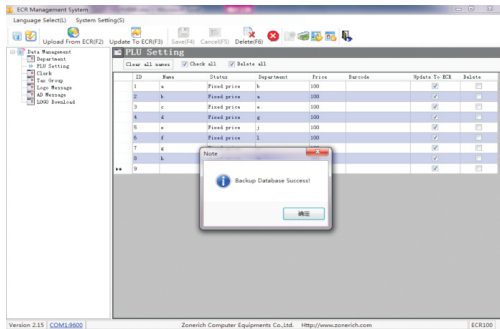 ECR Management System
Language Select(L) System Setting(S)
Upload From ECR(F2) Update To ECR(F3) Save(F4) Cancel(F5) Delete(F6)
Data Management
Department
PLU Setting
Clerk
Tax Group
Logo Message
AD Message
LOGO Download
PLU Setting
Clear all names Check all Delete all
ID Name Status Department Price Barcode Update To ECR Delete
1 a Fixed price h 100
2 b Fixed price a 100
3 c Fixed price a 100
4 d Fixed price g 100
5 e Fixed price j 100
6 f Fixed price l 100
7 g 100
8 h
9
Note
Backup Database Success!
确定
Version 2.15 COM1:9600 Zonerich Computer Equipments Co.,Ltd. Http://www.zonerich.com ECR100